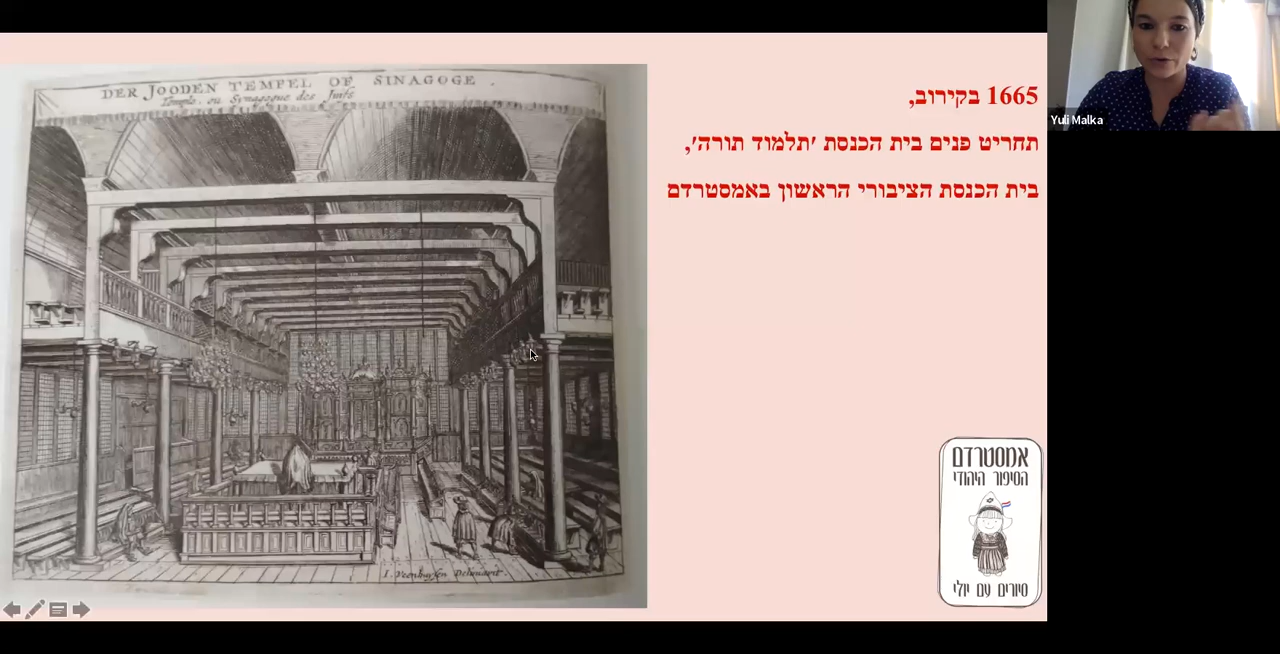 DER JOODEN TEMPEL OF SINAGOGE.
Temple. ou Synagogue des Juifs
1665 בקירוב,
תחריט פנים בית הכנסת 'תלמוד תורה',
בית הכנסת הציבורי הראשון באמסטרדם
Yuli Malka
I. Veenhuysen Delineavit.
אמסטרדם
הסיפור היהודי
סיורים עם יולי